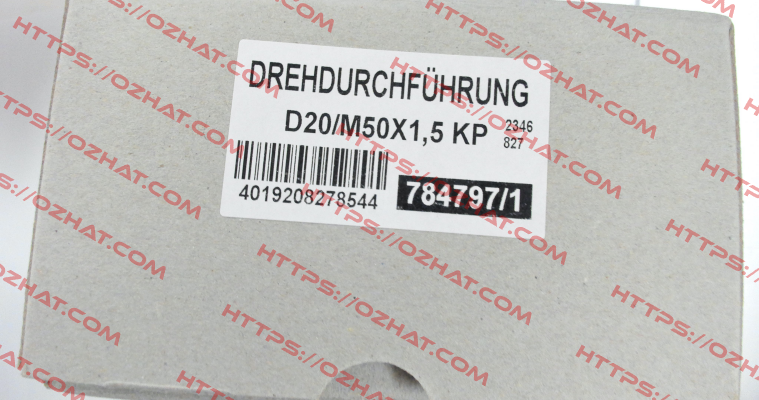 DREHDURCHFÜHRUNG
D20/M50X1,5 KP
2346
827
4019208278544
784797/1
HTTPS://OZHAT.COM